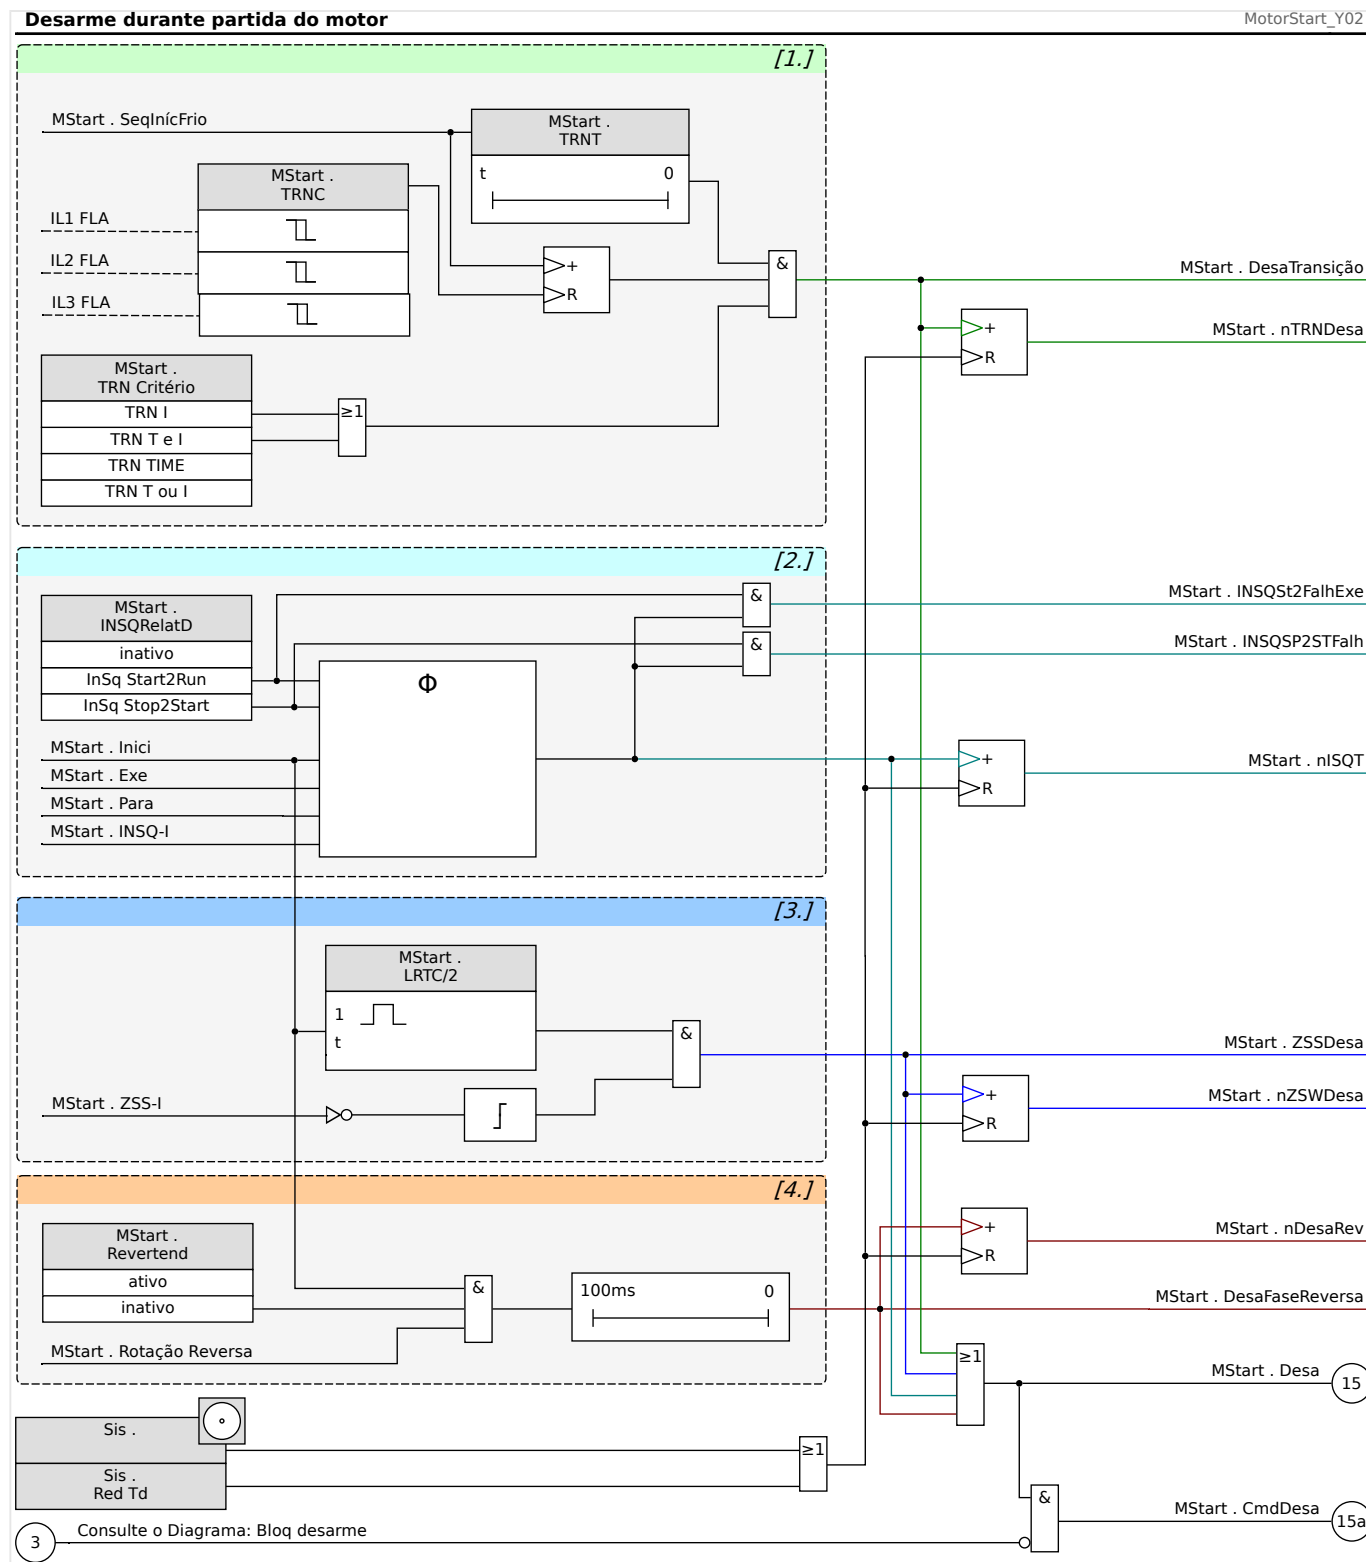 Desarme durante partida do motor
MotorStart_Y02
[1.]
MStart . SeqInícFrio
MStart .
TRNT
t
0
MStart .
TRNC
IL1 FLA
IL2 FLA
IL3 FLA
+
R
&
MStart . DesaTransição
+
R
MStart . nTRNDesa
MStart .
TRN Critério
TRN I
TRN T e I
TRN TIME
TRN T ou I
≥1
[2.]
MStart .
INSQRelatD
inativo
InSq Start2Run
InSq Stop2Start
&
MStart . INSQSt2FalhExe
&
MStart . INSQSP2STFalh
Φ
MStart . Inici
MStart . Exe
MStart . Para
MStart . INSQ-I
+
R
MStart . nISQT
[3.]
MStart .
LRTC/2
1
t
&
MStart . ZSSDesa
MStart . ZSS-I
+
R
MStart . nZSWDesa
[4.]
MStart .
Revertend
ativo
inativo
MStart . Rotação Reversa
&
100ms
0
+
R
MStart . nDesaRev
MStart . DesaFaseReversa
≥1
MStart . Desa
15
Sis .
Sis .
Red Td
≥1
&
MStart . CmdDesa
15a
3
Consulte o Diagrama: Bloq desarme